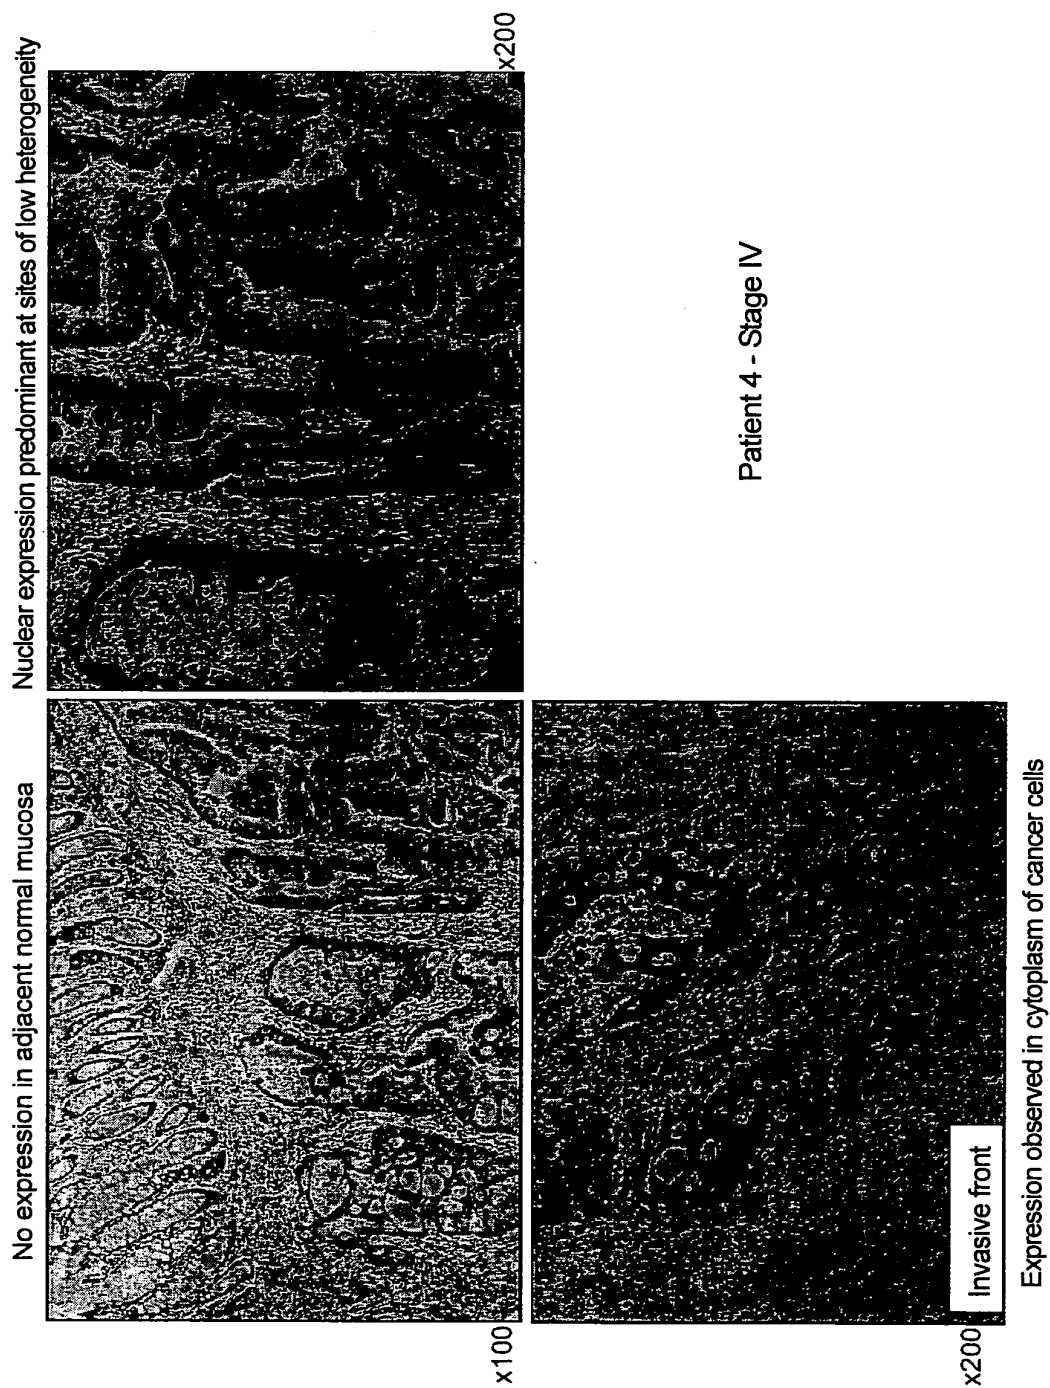 No expression in adjacent normal mucosa
Nuclear expression predominant at sites of low heterogeneity
x100
x200
Invasive front
x200
Expression observed in cytoplasm of cancer cells
Patient 4 - Stage IV